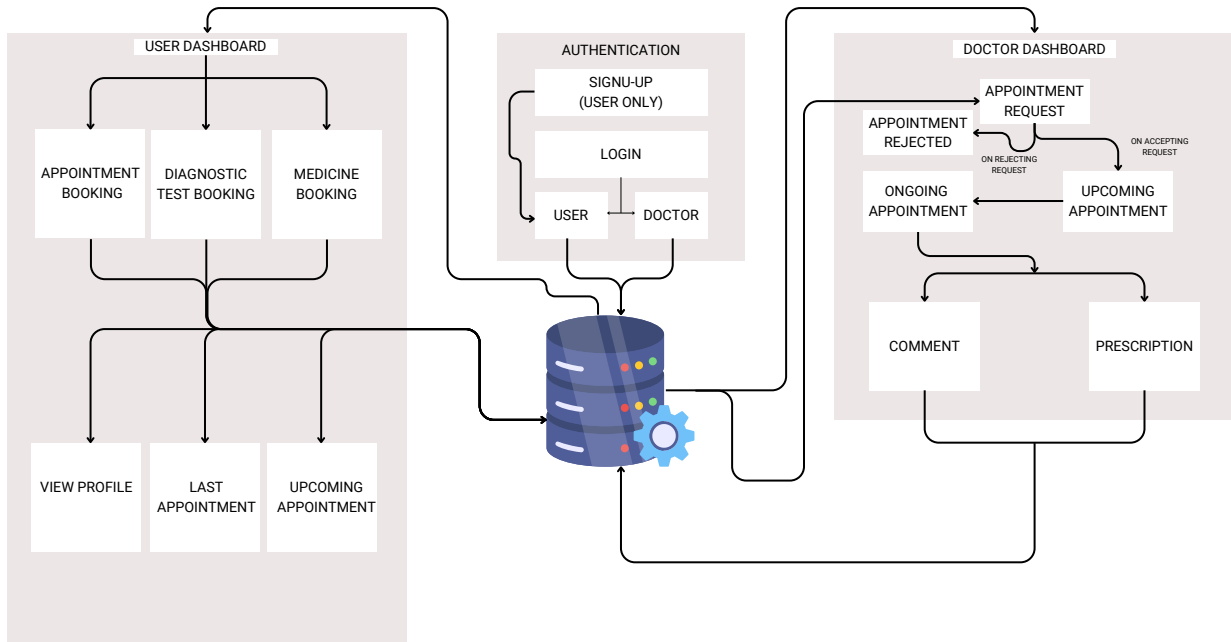 USER DASHBOARD
APPOINTMENT
BOOKING
DIAGNOSTIC
TEST BOOKING
MEDICINE
BOOKING
VIEW PROFILE
LAST
APPOINTMENT
UPCOMING
APPOINTMENT
AUTHENTICATION
SIGNU-UP
(USER ONLY)
LOGIN
USER
DOCTOR
DOCTOR DASHBOARD
APPOINTMENT
REQUEST
APPOINTMENT
REJECTED
ON REJECTING
REQUEST
ON ACCEPTING
REQUEST
ONGOING
APPOINTMENT
UPCOMING
APPOINTMENT
COMMENT
PRESCRIPTION